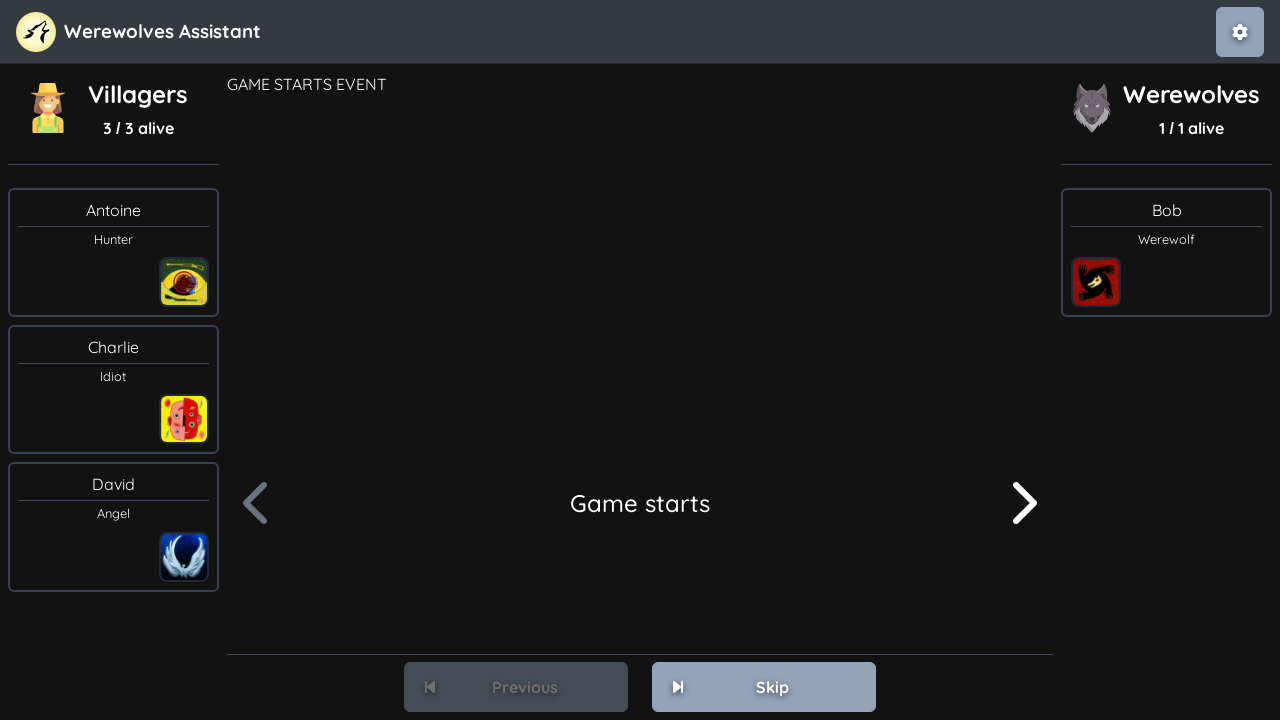 Werewolves Assistant
Villagers
3 / 3 alive
Antoine
Hunter
Charlie
Idiot
David
Angel
GAME STARTS EVENT
Game starts
Previous
Skip
Werewolves
1 / 1 alive
Bob
Werewolf